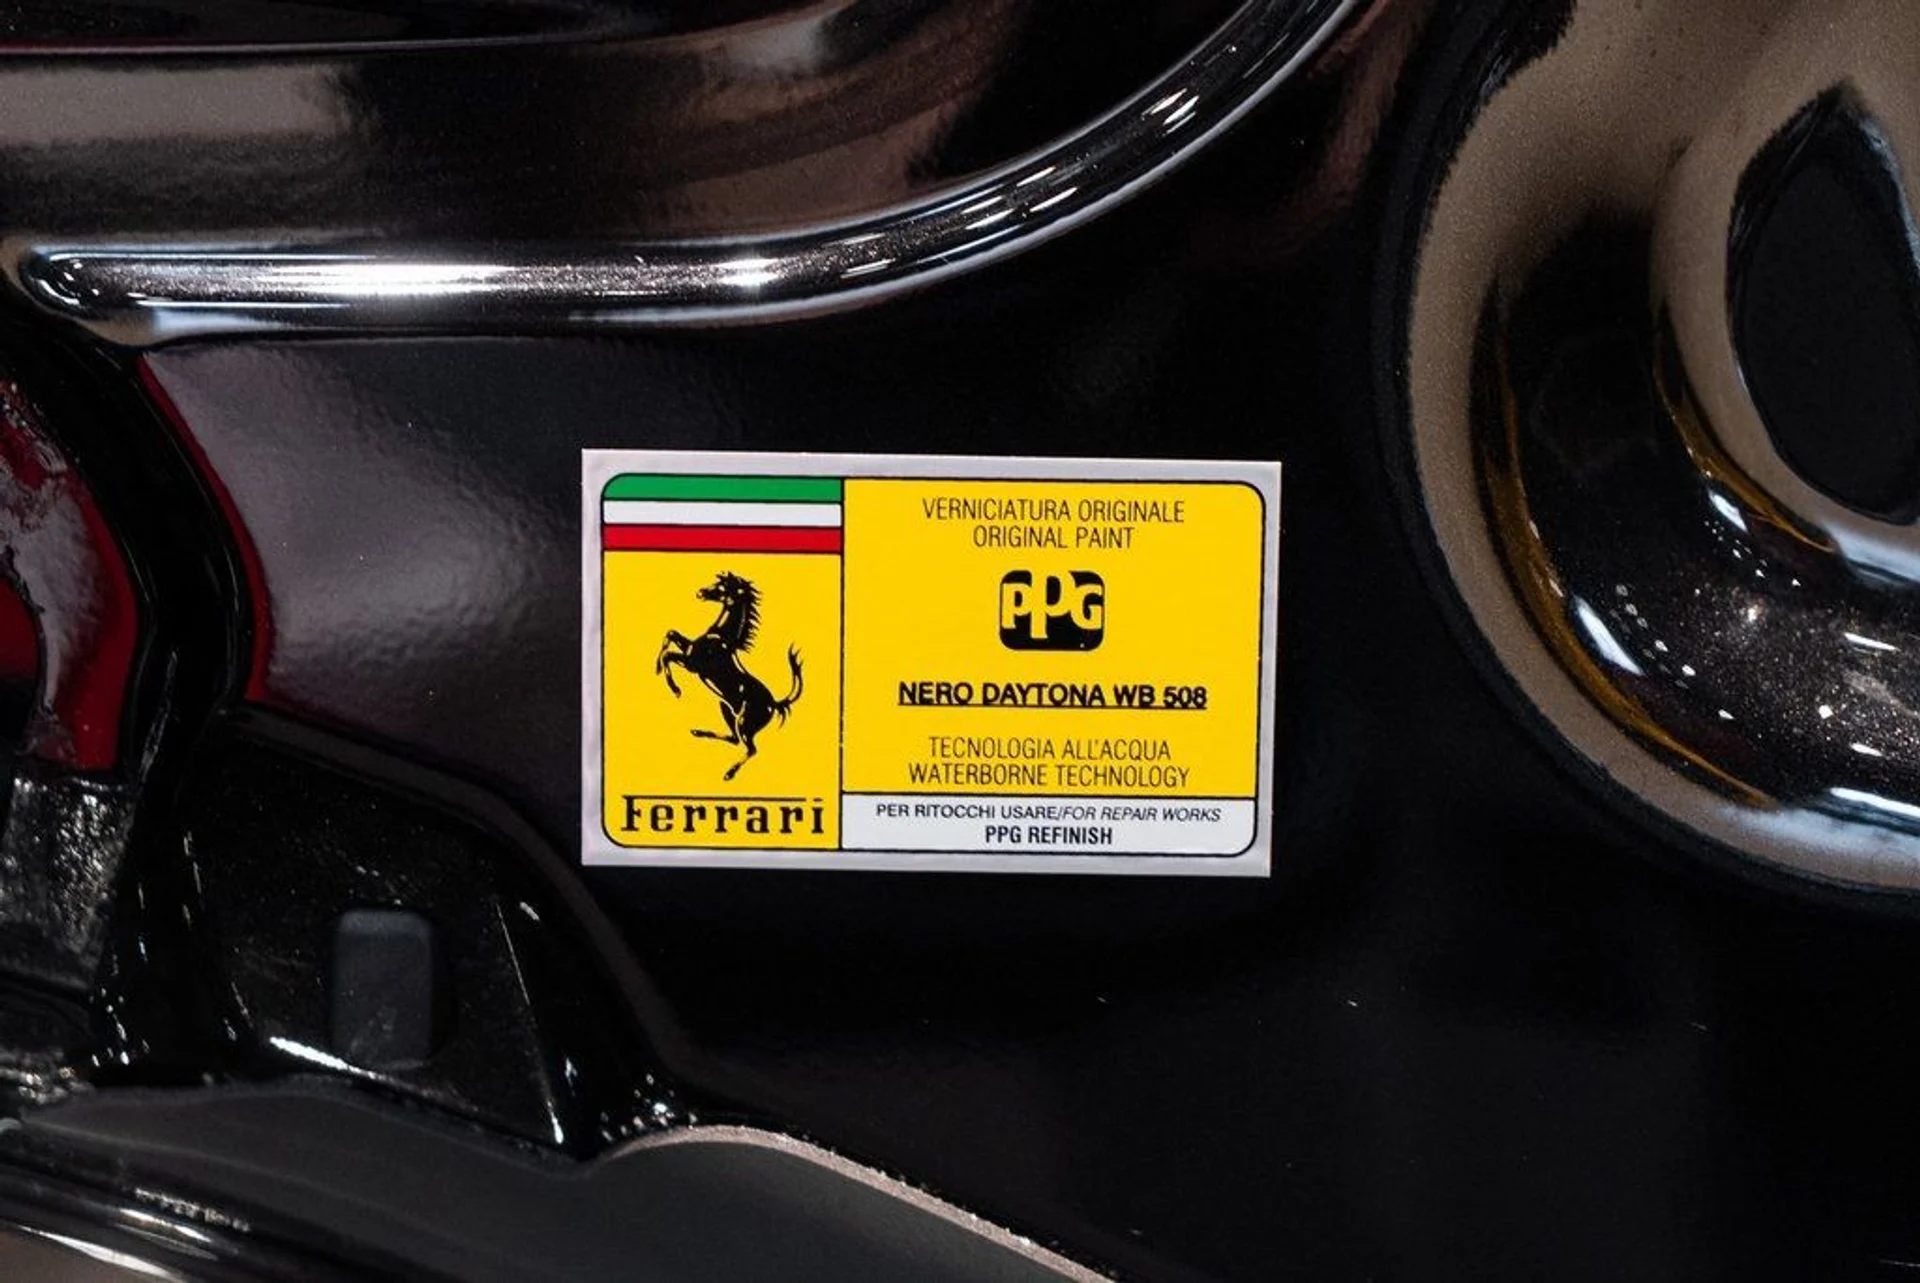 VERNICIATURA ORIGINALE
ORIGINAL PAINT
PPG
NERO DAYTONA WB 508
TECNOLOGIA ALL'ACQUA
WATERBORNE TECHNOLOGY
PER RITOCCHI USARE/FOR REPAIR WORKS
PPG REFINISH
Ferrari